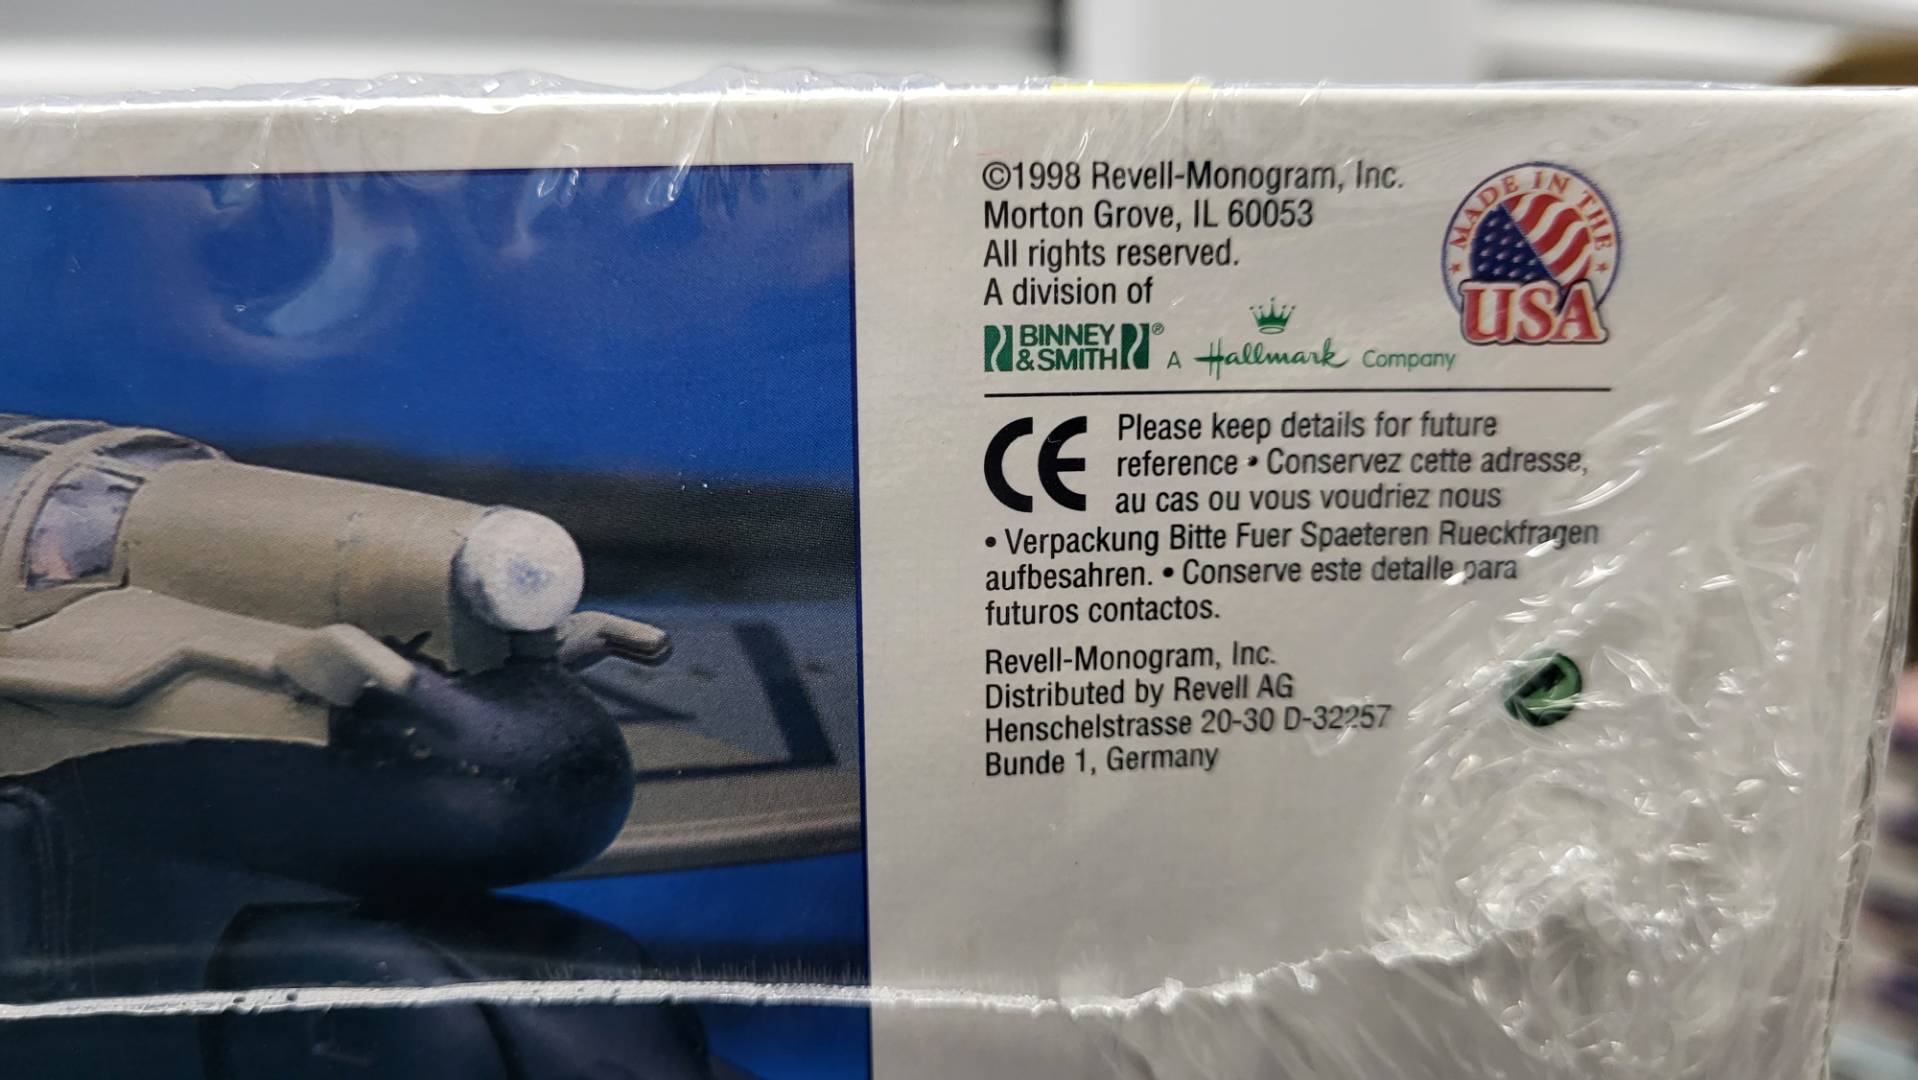 ©1998 Revell-Monogram, Inc.
Morton Grove, IL 60053
All rights reserved.
A division of
BINNEY & SMITH® A Hallmark Company
MADE IN THE USA
CE
Please keep details for future
reference • Conservez cette adresse,
au cas ou vous voudriez nous
• Verpackung Bitte Fuer Spaeteren Rueckfragen
aufbesahren. • Conserve este detalle para
futuros contactos.
Revell-Monogram, Inc.
Distributed by Revell AG
Henschelstrasse 20-30 D-32257
Bunde 1, Germany